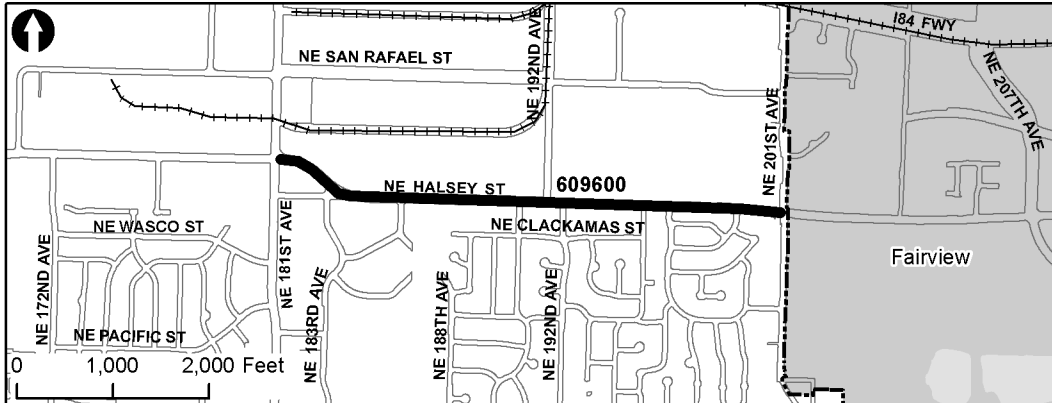 I84 FWY
NE SAN RAFAEL ST
NE 192ND AVE
NE 207TH AVE
NE 201ST AVE
NE HALSEY ST
609600
NE WASCO ST
NE CLACKAMAS ST
Fairview
NE 172ND AVE
NE 181ST AVE
NE 183RD AVE
NE 188TH AVE
NE 192ND AVE
NE PACIFIC ST
0 1,000 2,000 Feet